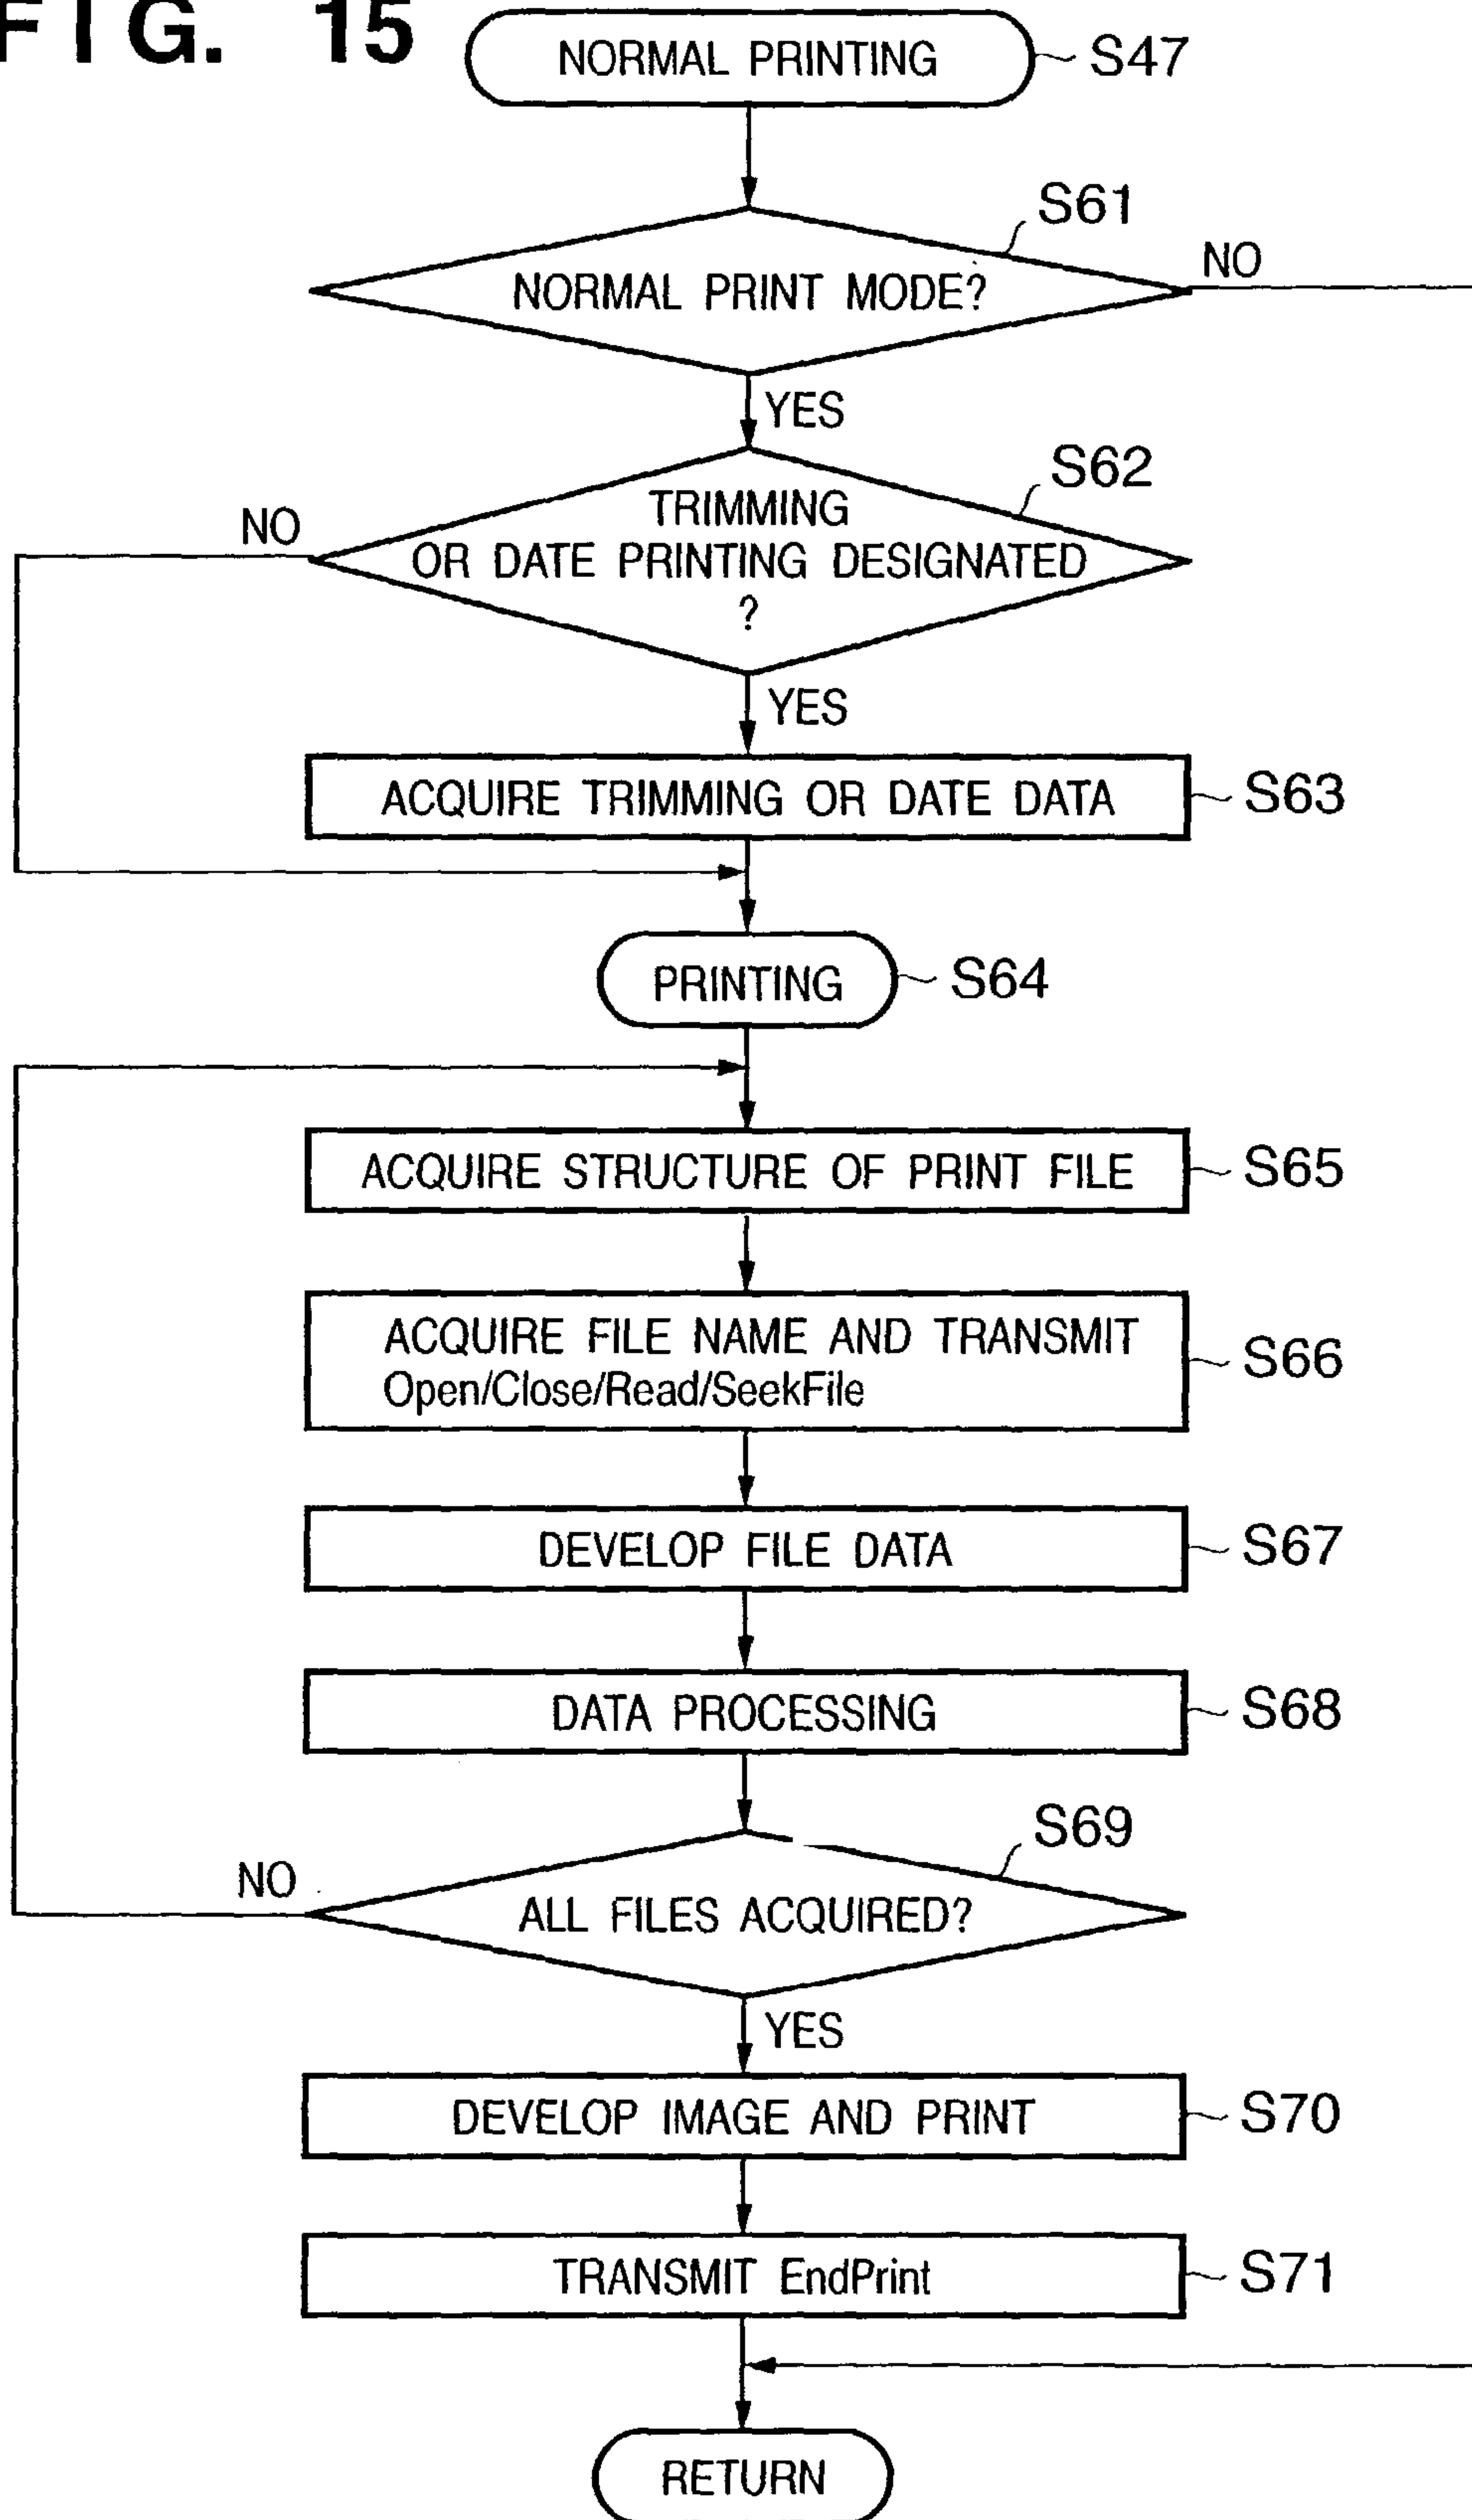 FIG. 15
NORMAL PRINTING
S47
S61
NORMAL PRINT MODE?
NO
YES
S62
TRIMMING
OR DATE PRINTING DESIGNATED
?
NO
YES
ACQUIRE TRIMMING OR DATE DATA
S63
PRINTING
S64
ACQUIRE STRUCTURE OF PRINT FILE
S65
ACQUIRE FILE NAME AND TRANSMIT
Open/Close/Read/SeekFile
S66
DEVELOP FILE DATA
S67
DATA PROCESSING
S68
S69
NO
ALL FILES ACQUIRED?
YES
DEVELOP IMAGE AND PRINT
S70
TRANSMIT EndPrint
S71
RETURN